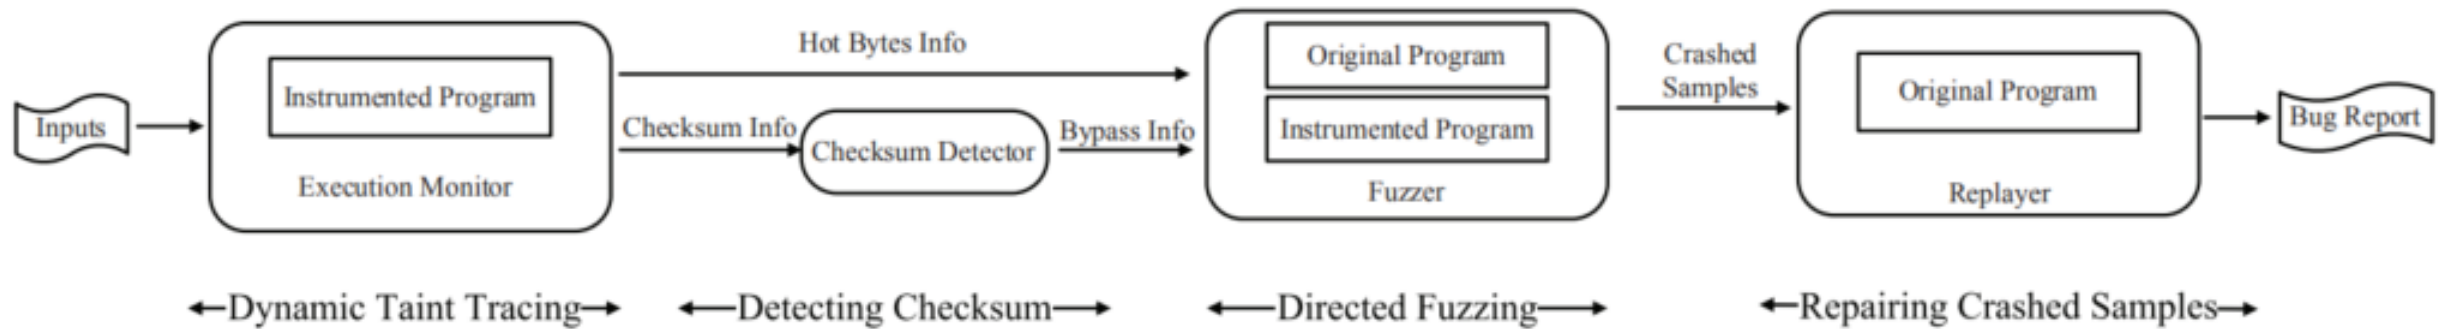 Inputs
Instrumented Program
Execution Monitor
Hot Bytes Info
Checksum Info
Checksum Detector
Bypass Info
Original Program
Instrumented Program
Fuzzer
Crashed
Samples
Original Program
Replayer
Bug Report
Dynamic Taint Tracing
Detecting Checksum
Directed Fuzzing
Repairing Crashed Samples